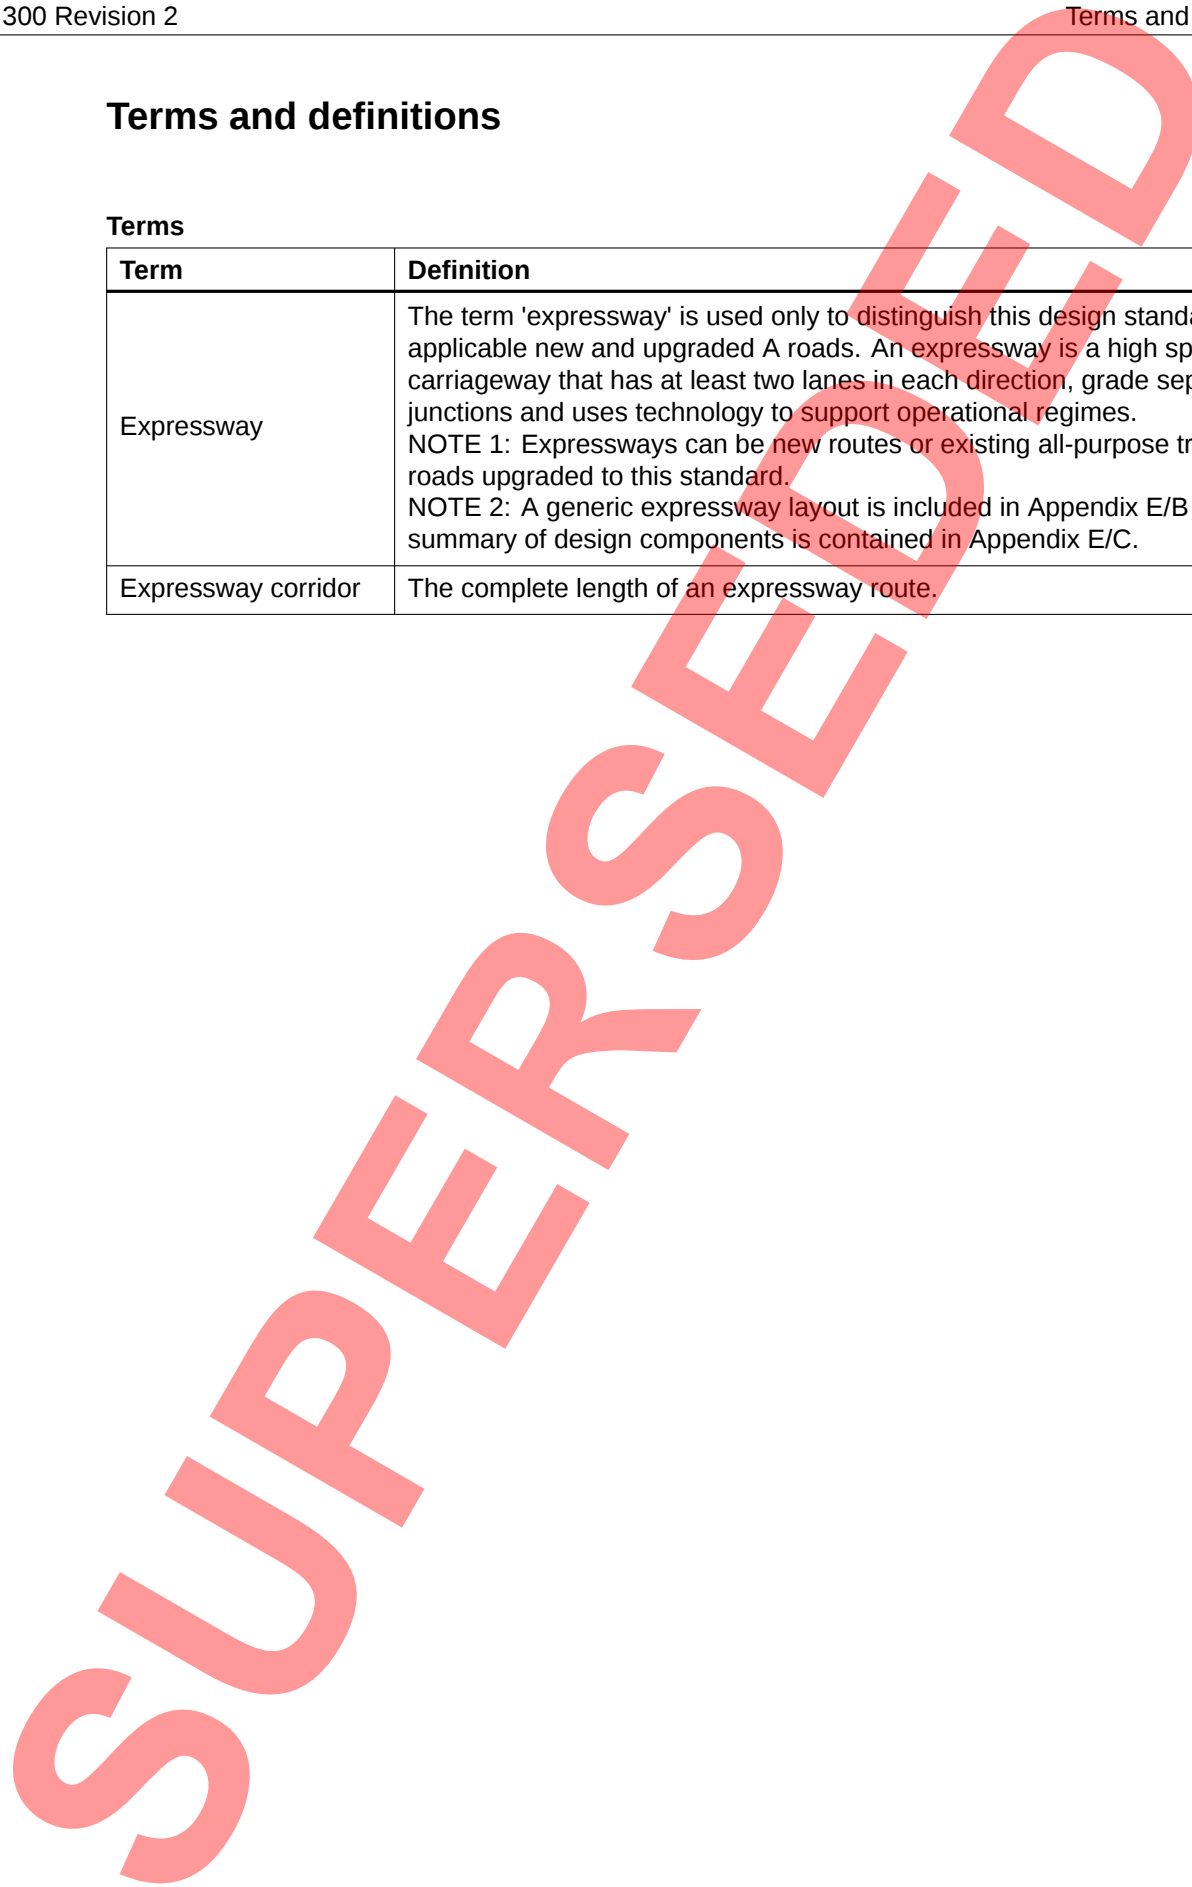 300 Revision 2 Terms and
Terms and definitions
Terms
Term Definition
The term 'expressway' is used only to distinguish this design
applicable new and upgraded A roads. An expressway is a high
carriageway that has at least two lanes in each direction, grade
Expressway
junctions and uses technology to support operational regimes.
NOTE 1: Expressways can be new routes or existing all-purpose
roads upgraded to this standard.
NOTE 2: A generic expressway layout is included in Appendix E/B
summary of design components is contained in Appendix E/C.
Expressway corridor The complete length of an expressway route.
SUPERSEDED